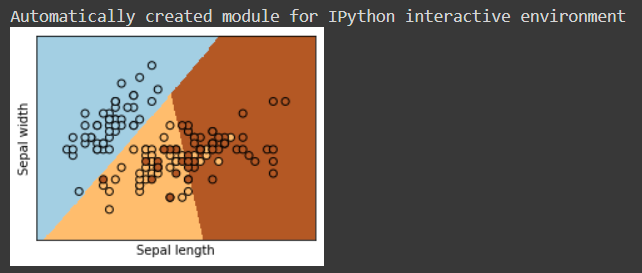 Automatically created module for IPython interactive environment
Sepal width
Sepal length